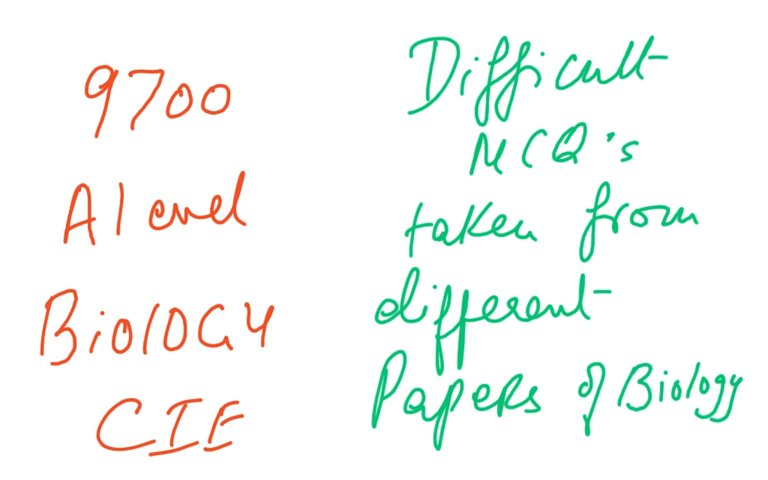 9700
A level
BiologY
CIE
Difficult
MCQ's
taken from
different
Papers of Biology